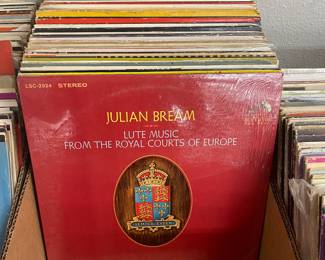 LSC-2924 STEREO
JULIAN BREAM
LUTE MUSIC
FROM THE ROYAL COURTS OF EUROPE